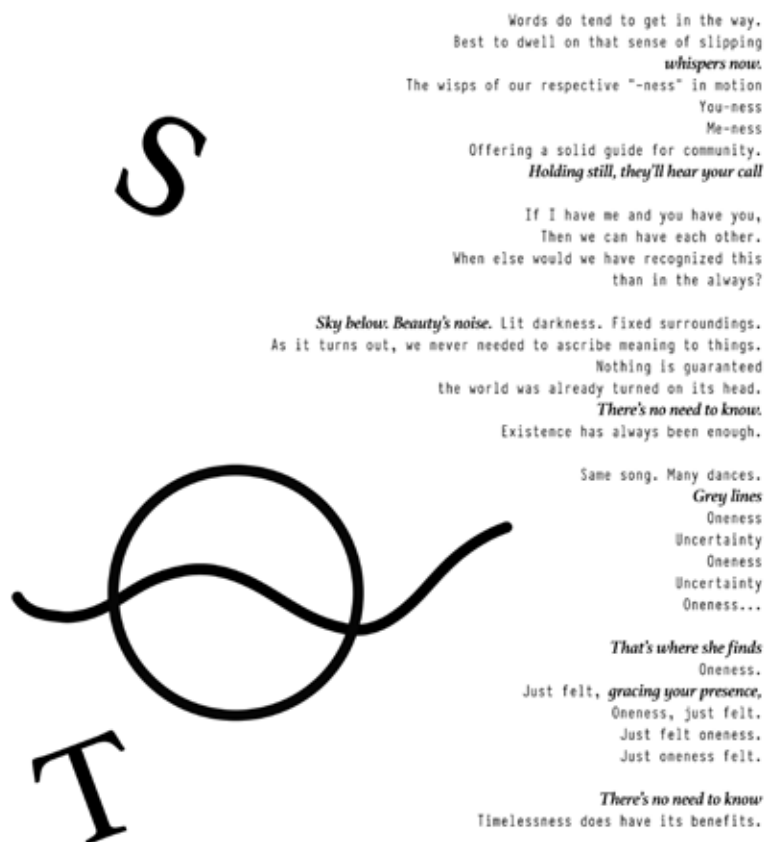 Words do tend to get in the way.
Best to dwell on that sense of slipping
whispers now.
The wisps of our respective "-ness" in motion
You-ness
Me-ness
Offering a solid guide for community.
Holding still, they'll hear your call
S
If I have me and you have you,
Then we can have each other.
When else would we have recognized this
than in the always?
Sky below. Beauty's noise. Lit darkness. Fixed surroundings.
As it turns out, we never needed to ascribe meaning to things.
Nothing is guaranteed
the world was already turned on its head.
There's no need to know.
Existence has always been enough.
Same song. Many dances.
Grey lines
Oneness
Uncertainty
Oneness
Uncertainty
Oneness...
That's where she finds
Oneness.
Just felt, gracing your presence,
Oneness, just felt.
Just felt oneness.
Just oneness felt.
T
There's no need to know
Timelessness does have its benefits.